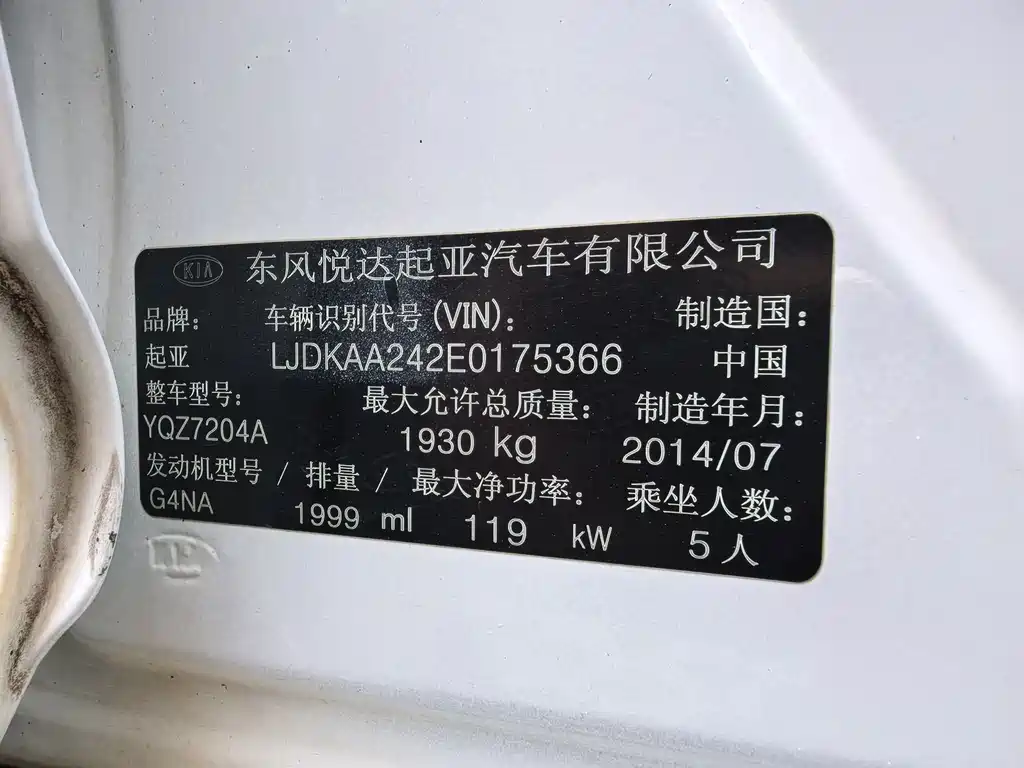 KIA 东风悦达起亚汽车有限公司
品牌： 车辆识别代号(VIN)： 制造国：
起亚 LJDKAA242E0175366 中国
整车型号： 最大允许总质量： 制造年月：
YQZ7204A 1930 kg 2014/07
发动机型号 / 排量 / 最大净功率： 乘坐人数：
G4NA 1999 ml 119 kW 5人